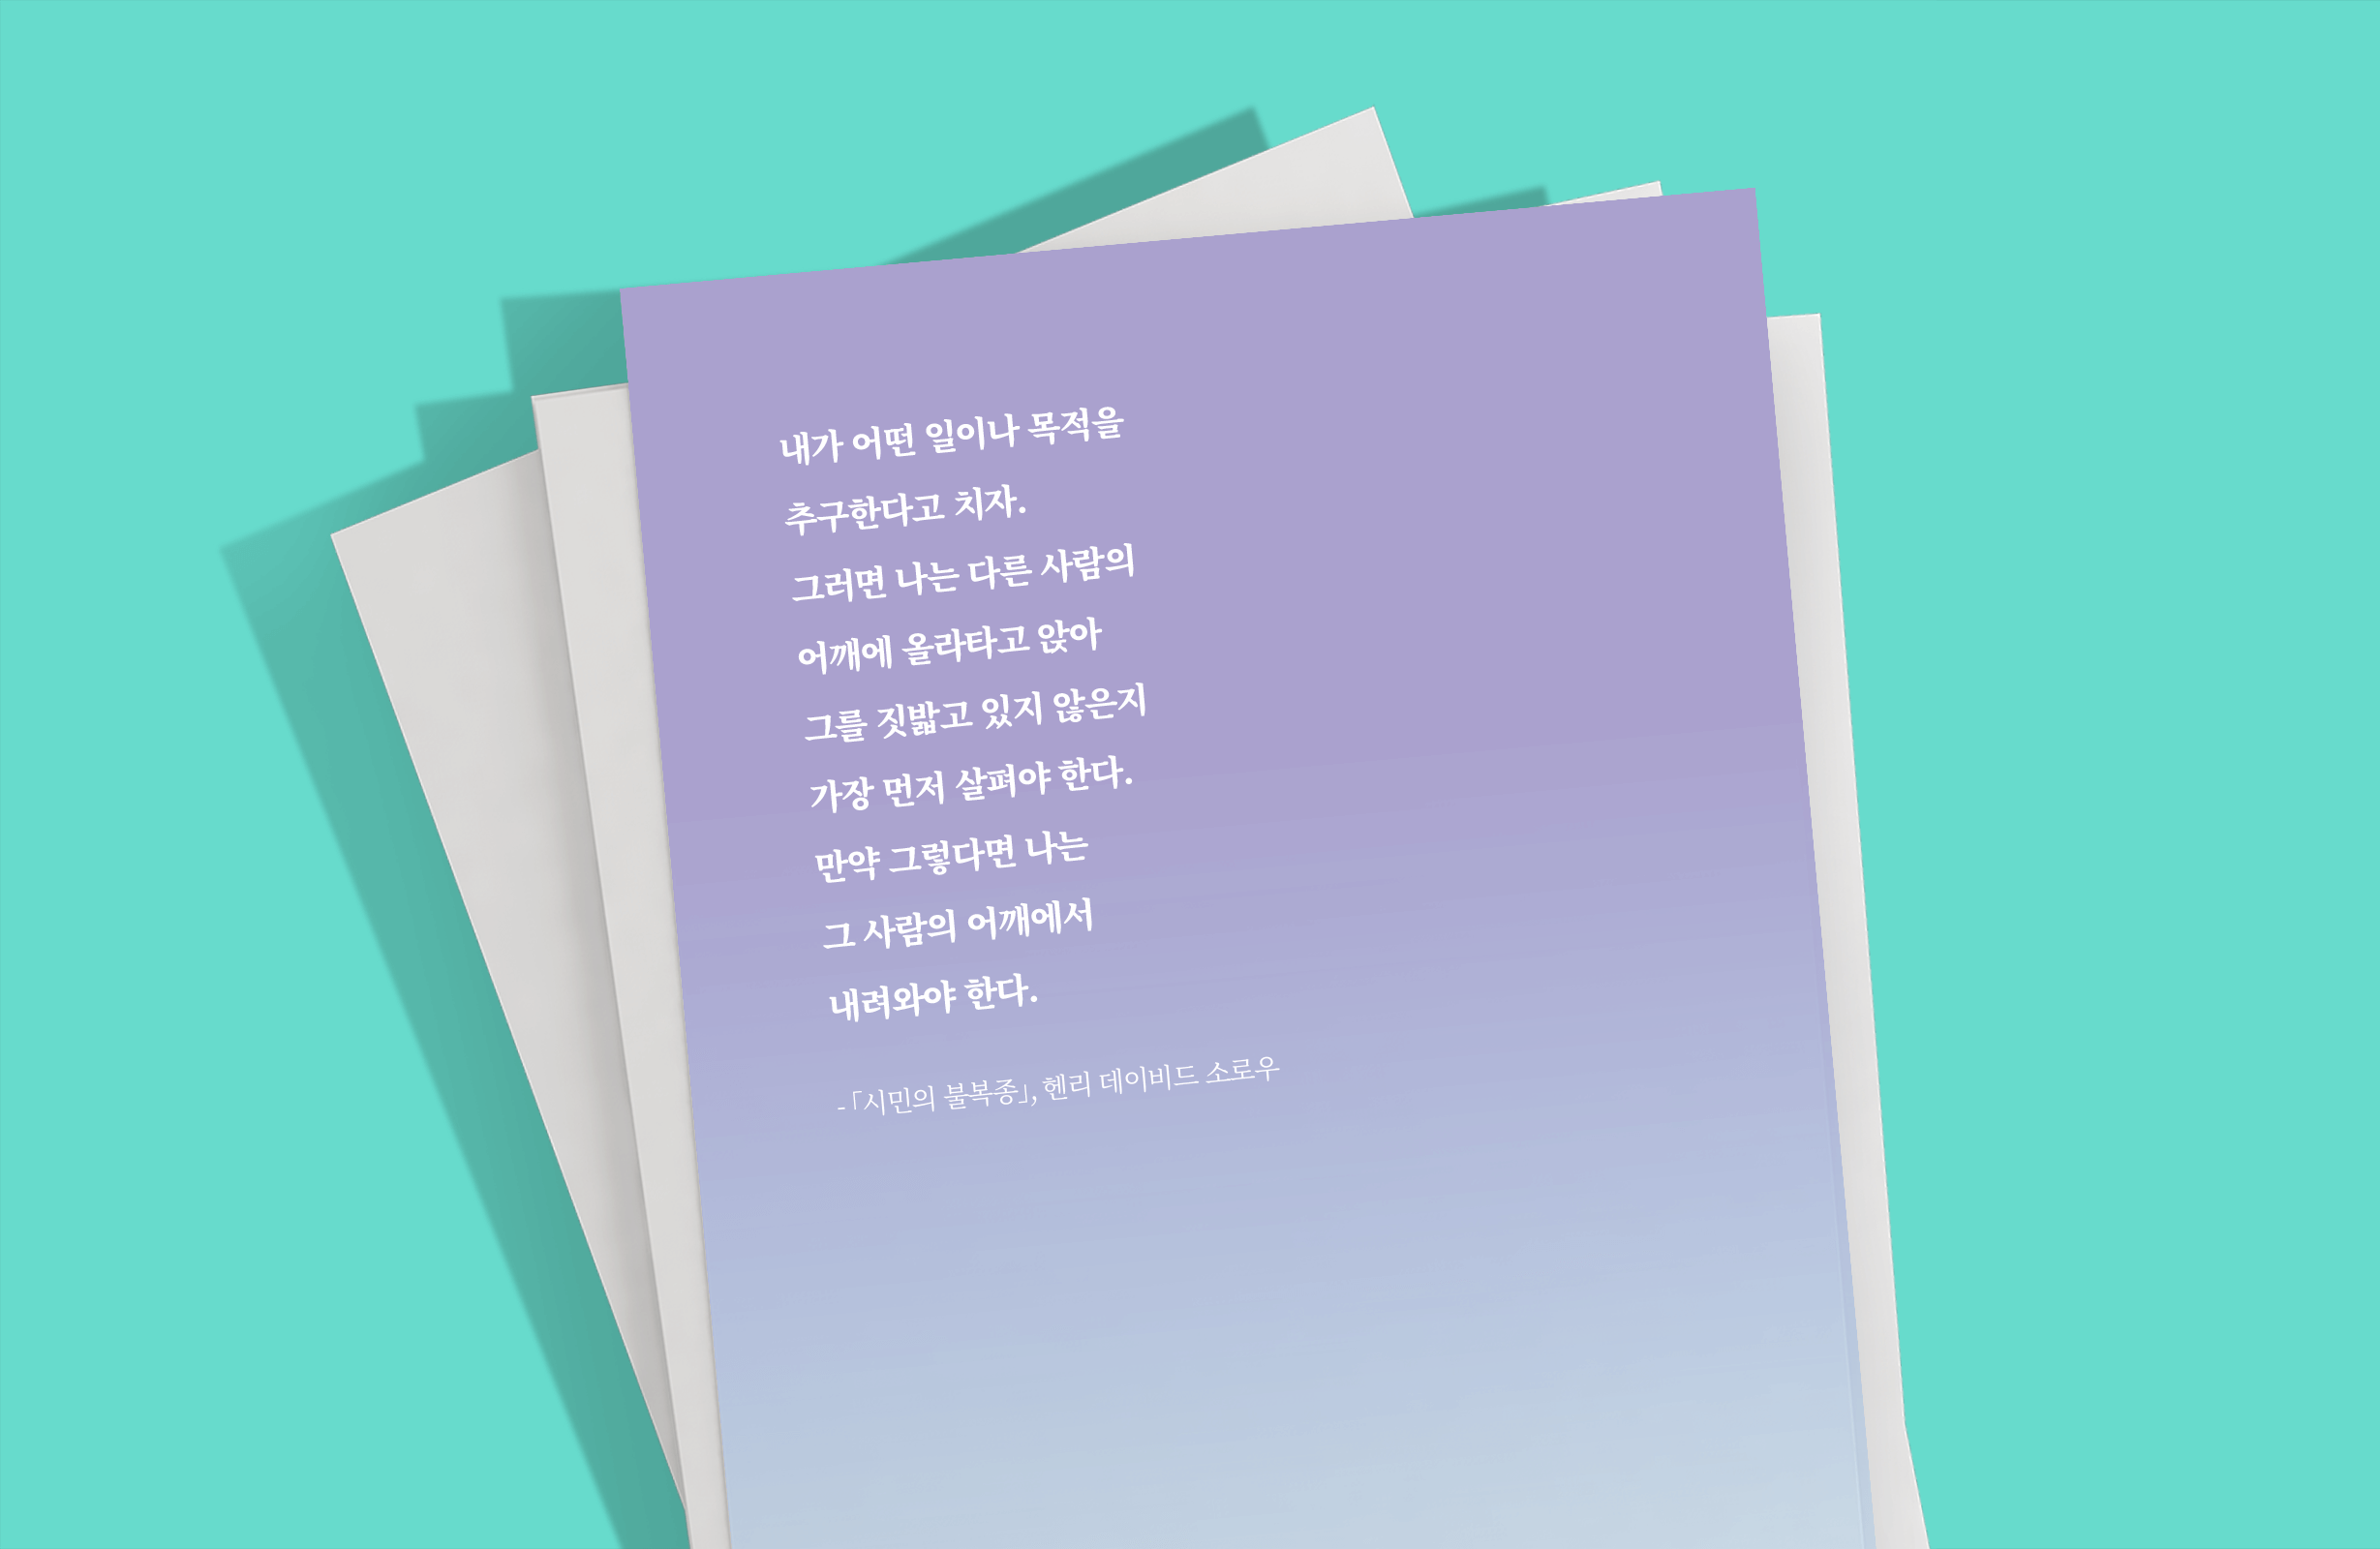 내가 어떤 일이나 목적을
추구한다고 치자.
그러면 나는 다른 사람의
어깨에 올라타고 앉아
그를 짓밟고 있지 않은지
가장 먼저 살펴야 한다.
만약 그렇다면 나는
그 사람의 어깨에서
내려와야 한다.
- 「시민의 불복종」, 헨리 데이비드 소로우